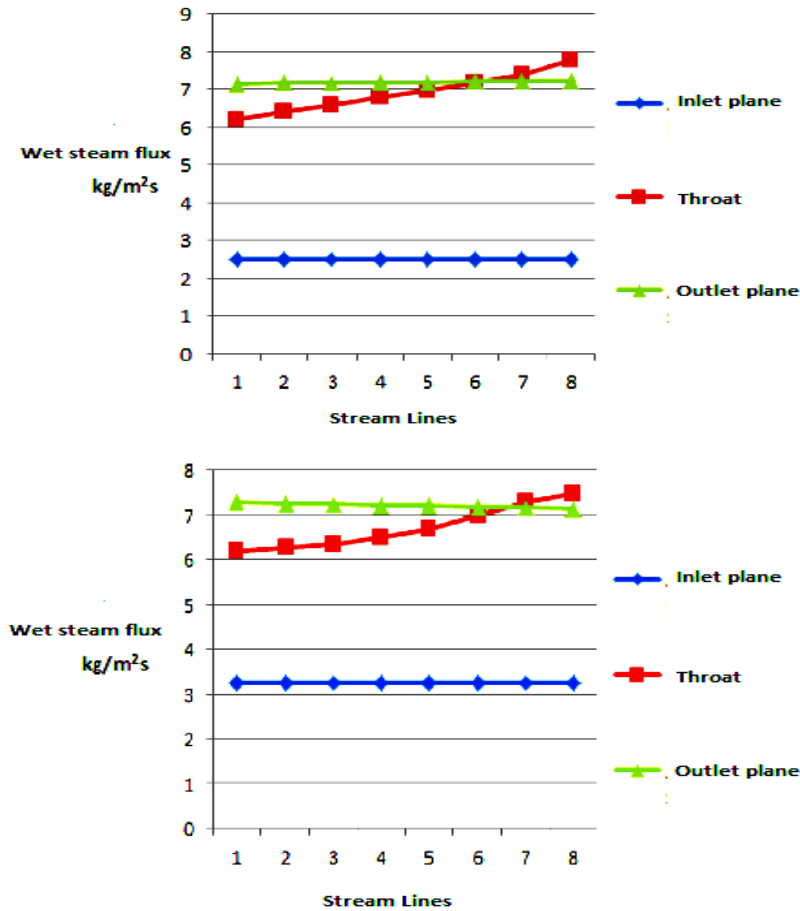 9
8
7
6
5
4
3
2
1
0
Wet steam flux
kg/m²s
1 2 3 4 5 6 7 8
Stream Lines
Inlet plane
Throat
Outlet plane
8
7
6
5
4
3
2
1
0
Wet steam flux
kg/m²s
1 2 3 4 5 6 7 8
Stream Lines
Inlet plane
Throat
Outlet plane